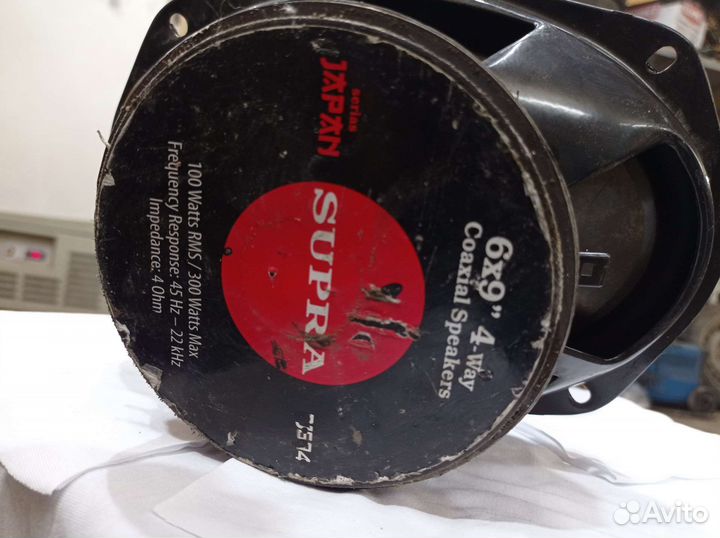 JAPAN
series
SUPRA
6x9" 4-Way
Coaxial Speakers
100 Watts RMS / 300 Watts Max
Frequency Response: 45 Hz – 22 kHz
Impedance: 4 Ohm
Avito